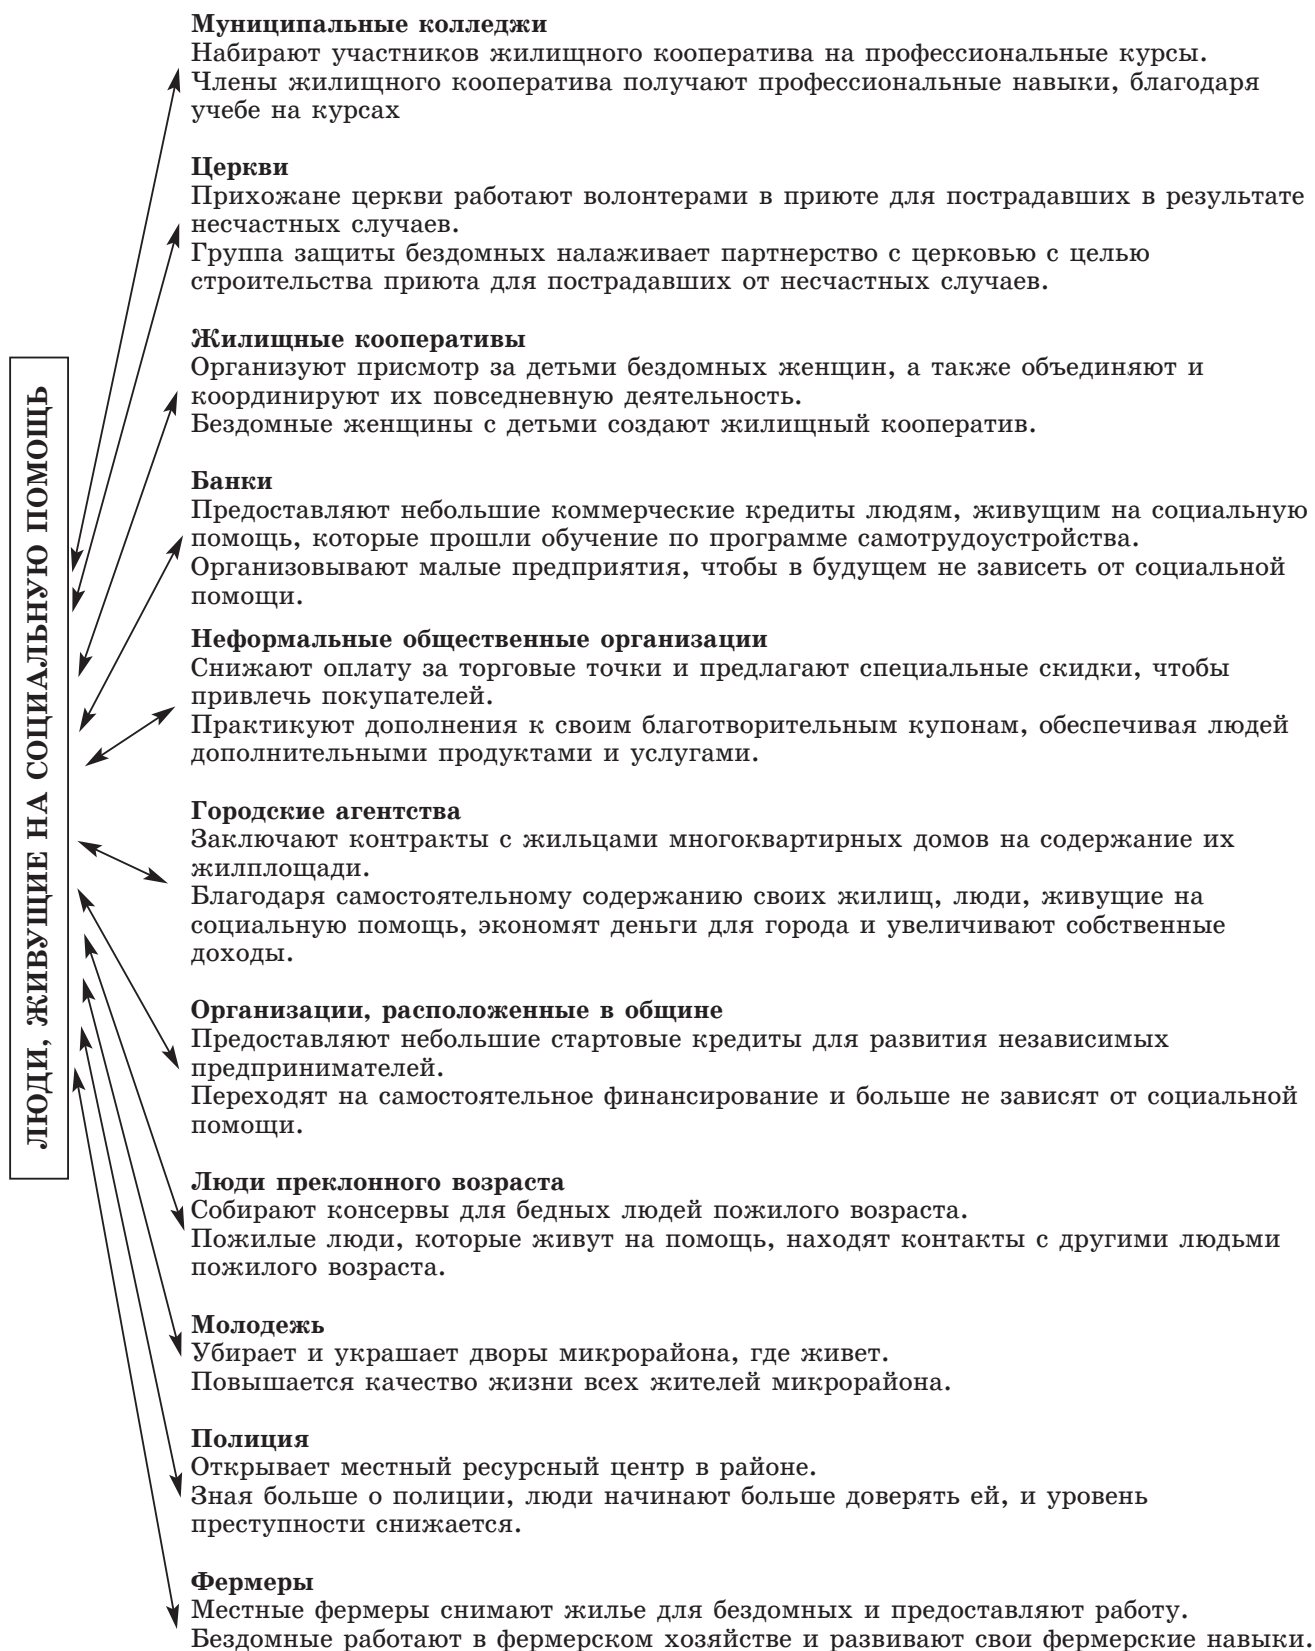 Муниципальные колледжи
Набирают участников жилищного кооператива на профессиональные курсы.
Члены жилищного кооператива получают профессиональные навыки, благодаря
учебе на курсах
Церкви
Прихожане церкви работают волонтерами в приюте для пострадавших в результате
несчастных случаев.
Группа защиты бездомных налаживает партнерство с церковью с целью
строительства приюта для пострадавших от несчастных случаев.
Жилищные кооперативы
Организуют присмотр за детьми бездомных женщин, а также объединяют и
координируют их повседневную деятельность.
Бездомные женщины с детьми создают жилищный кооператив.
Банки
Предоставляют небольшие коммерческие кредиты людям, живущим на социальную
помощь, которые прошли обучение по программе самотрудоустройства.
Организовывают малые предприятия, чтобы в будущем не зависеть от социальной
помощи.
Неформальные общественные организации
Снижают оплату за торговые точки и предлагают специальные скидки, чтобы
привлечь покупателей.
Практикуют дополнения к своим благотворительным купонам, обеспечивая людей
дополнительными продуктами и услугами.
Городские агентства
Заключают контракты с жильцами многоквартирных домов на содержание их
жилплощади.
Благодаря самостоятельному содержанию своих жилищ, люди, живущие на
социальную помощь, экономят деньги для города и увеличивают собственные
доходы.
Организации, расположенные в общине
Предоставляют небольшие стартовые кредиты для развития независимых
предпринимателей.
Переходят на самостоятельное финансирование и больше не зависят от социальной
помощи.
Люди преклонного возраста
Собирают консервы для бедных людей пожилого возраста.
Пожилые люди, которые живут на помощь, находят контакты с другими людьми
пожилого возраста.
Молодежь
Убирает и украшает дворы микрорайона, где живет.
Повышается качество жизни всех жителей микрорайона.
Полиция
Открывает местный ресурсный центр в районе.
Зная больше о полиции, люди начинают больше доверять ей, и уровень
преступности снижается.
Фермеры
Местные фермеры снимают жилье для бездомных и предоставляют работу.
Бездомные работают в фермерском хозяйстве и развивают свои фермерские навыки.
ЛЮДИ, ЖИВУЩИЕ НА СОЦИАЛЬНУЮ ПОМОЩЬ